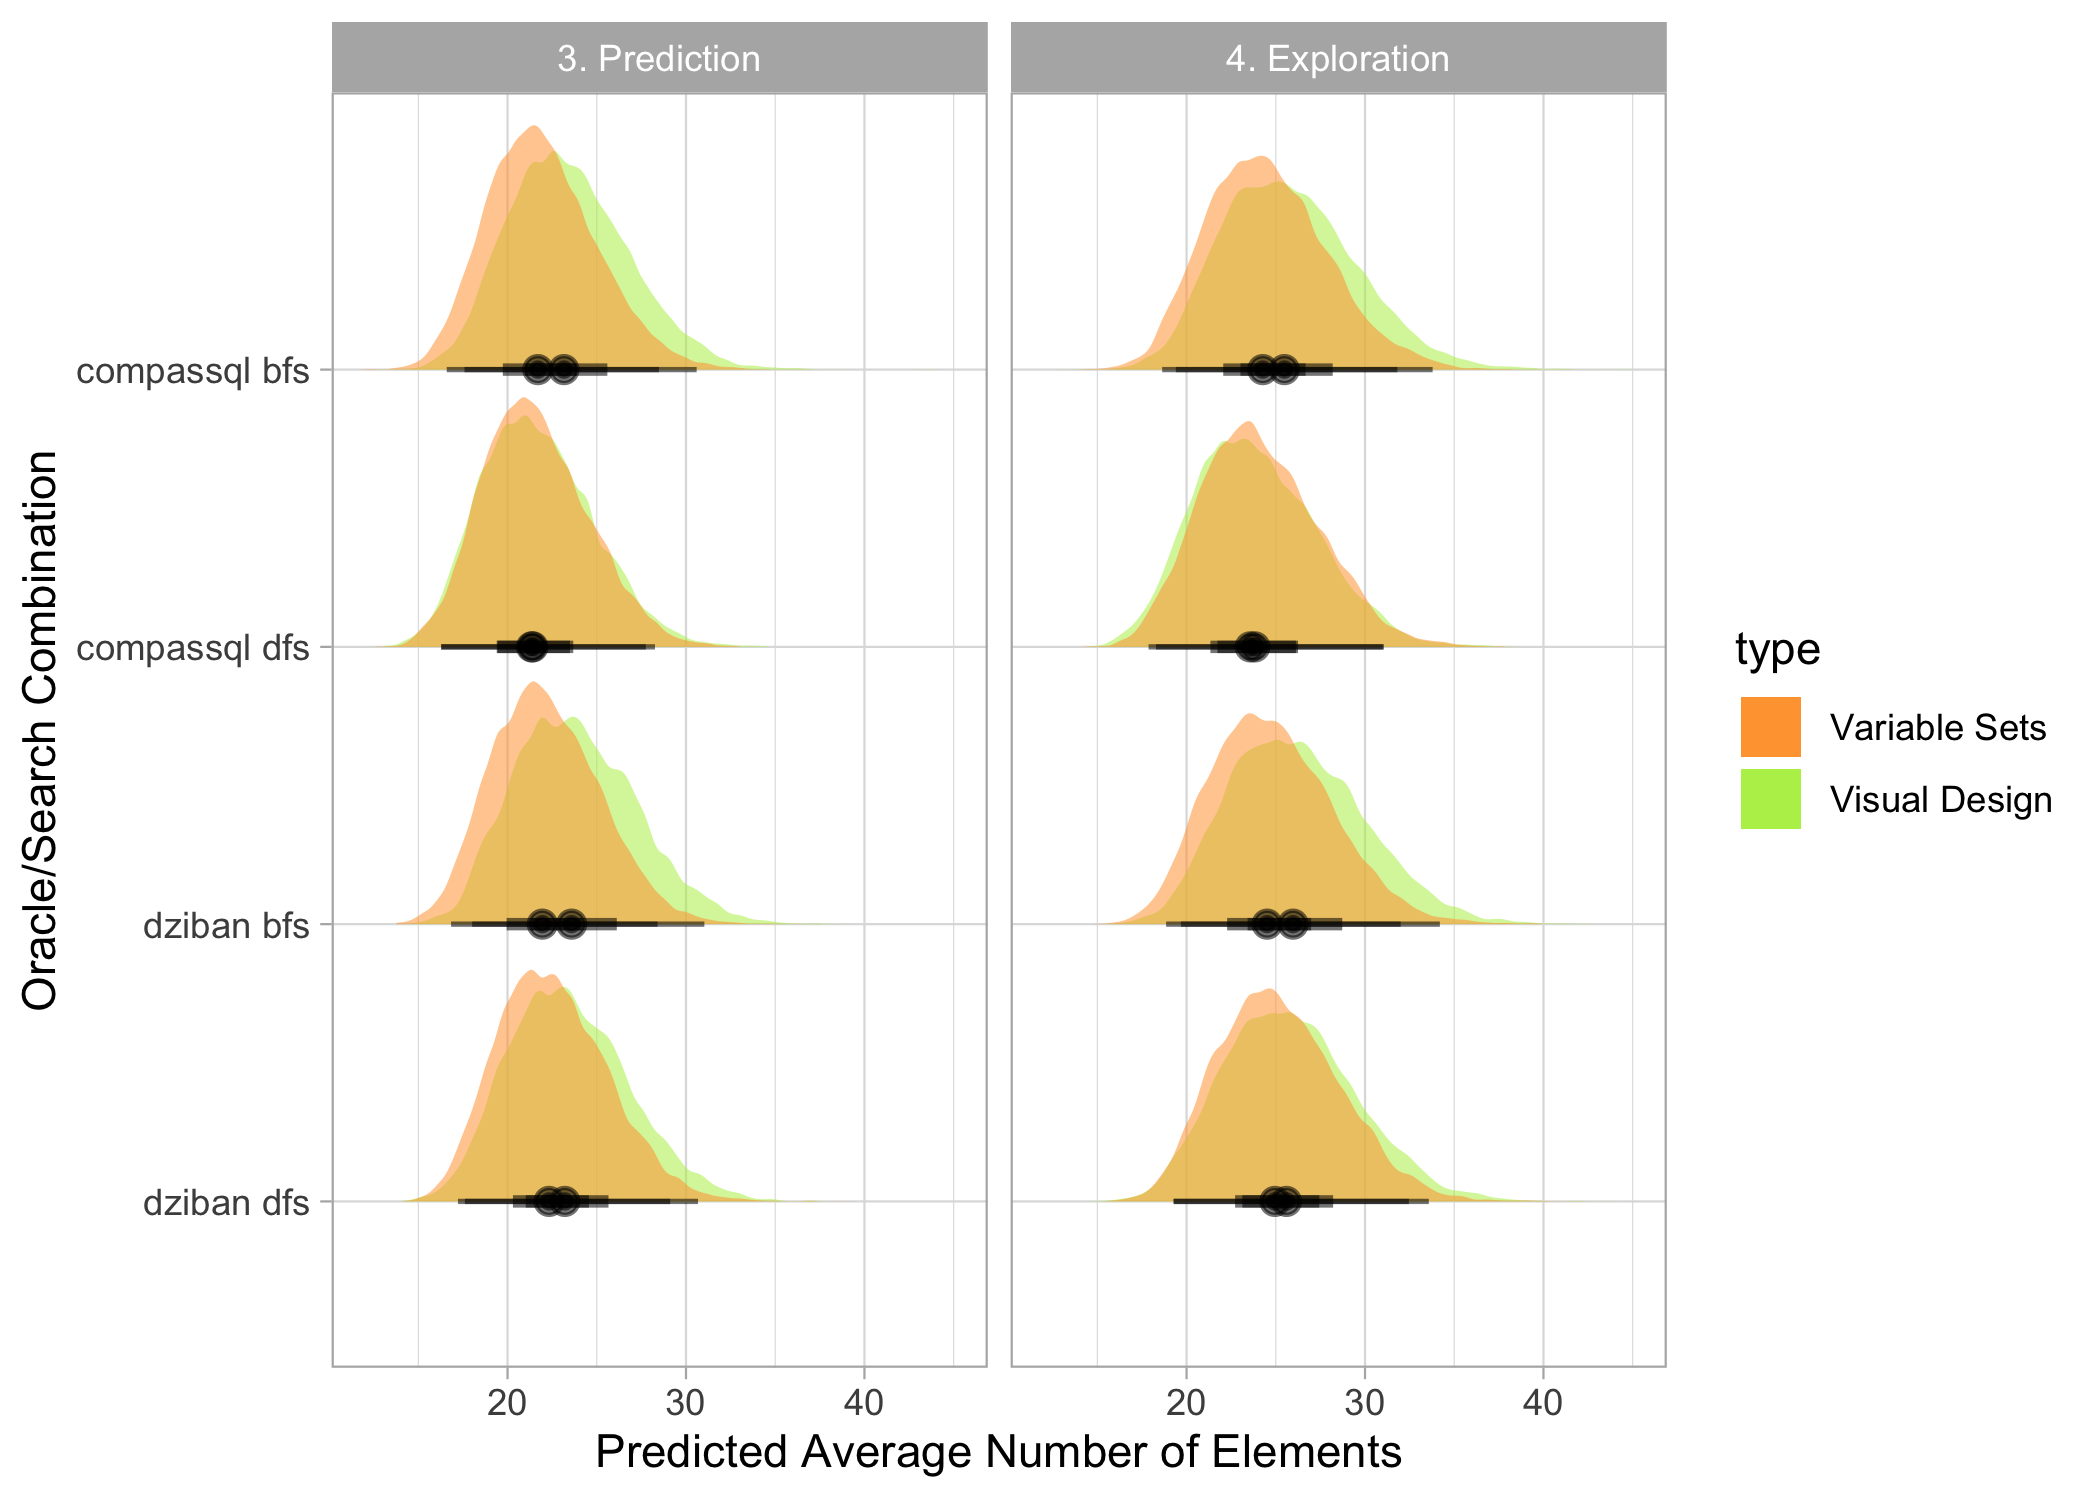 3. Prediction
4. Exploration
Oracle/Search Combination
compassql bfs
compassql dfs
dziban bfs
dziban dfs
20 30 40
20 30 40
Predicted Average Number of Elements
type
Variable Sets
Visual Design